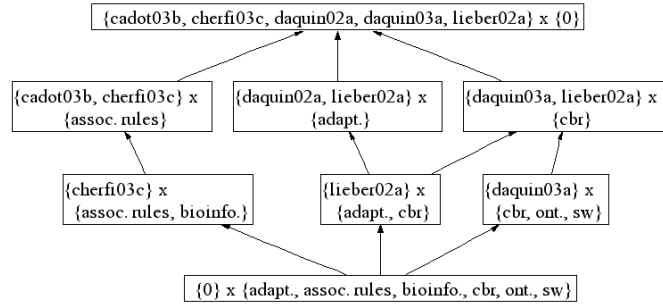 {cadot03b, cherfi03c, daquin02a, daquin03a, lieber02a} x {0}
{cadot03b, cherfi03c} x
{assoc. rules}
{daquin02a, lieber02a} x
{adapt.}
{daquin03a, lieber02a} x
{cbr}
{cherfi03c} x
{assoc. rules, bioinfo.}
{lieber02a} x
{adapt., cbr}
{daquin03a} x
{cbr, ont., sw}
{0} x {adapt., assoc. rules, bioinfo., cbr, ont., sw}